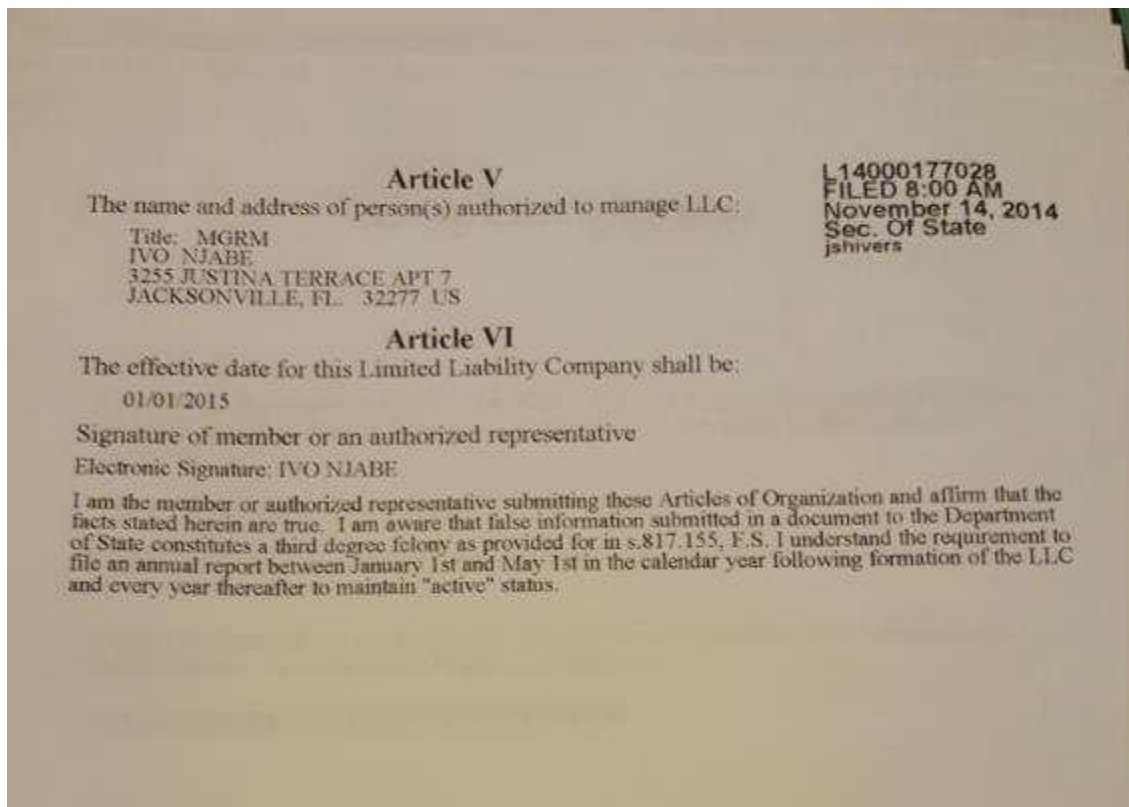 Article V
The name and address of person(s) authorized to manage LLC:
Title: MGRM
IVO NJABE
3255 JUSTINA TERRACE APT 7
JACKSONVILLE, FL. 32277 US
L14000177028
FILED 8:00 AM
November 14, 2014
Sec. Of State
jshivers
Article VI
The effective date for this Limited Liability Company shall be:
01/01/2015
Signature of member or an authorized representative
Electronic Signature: IVO NJABE
I am the member or authorized representative submitting these Articles of Organization and affirm that the
facts stated herein are true. I am aware that false information submitted in a document to the Department
of State constitutes a third degree felony as provided for in s.817.155, F.S. I understand the requirement to
file an annual report between January 1st and May 1st in the calendar year following formation of the LLC
and every year thereafter to maintain "active" status.